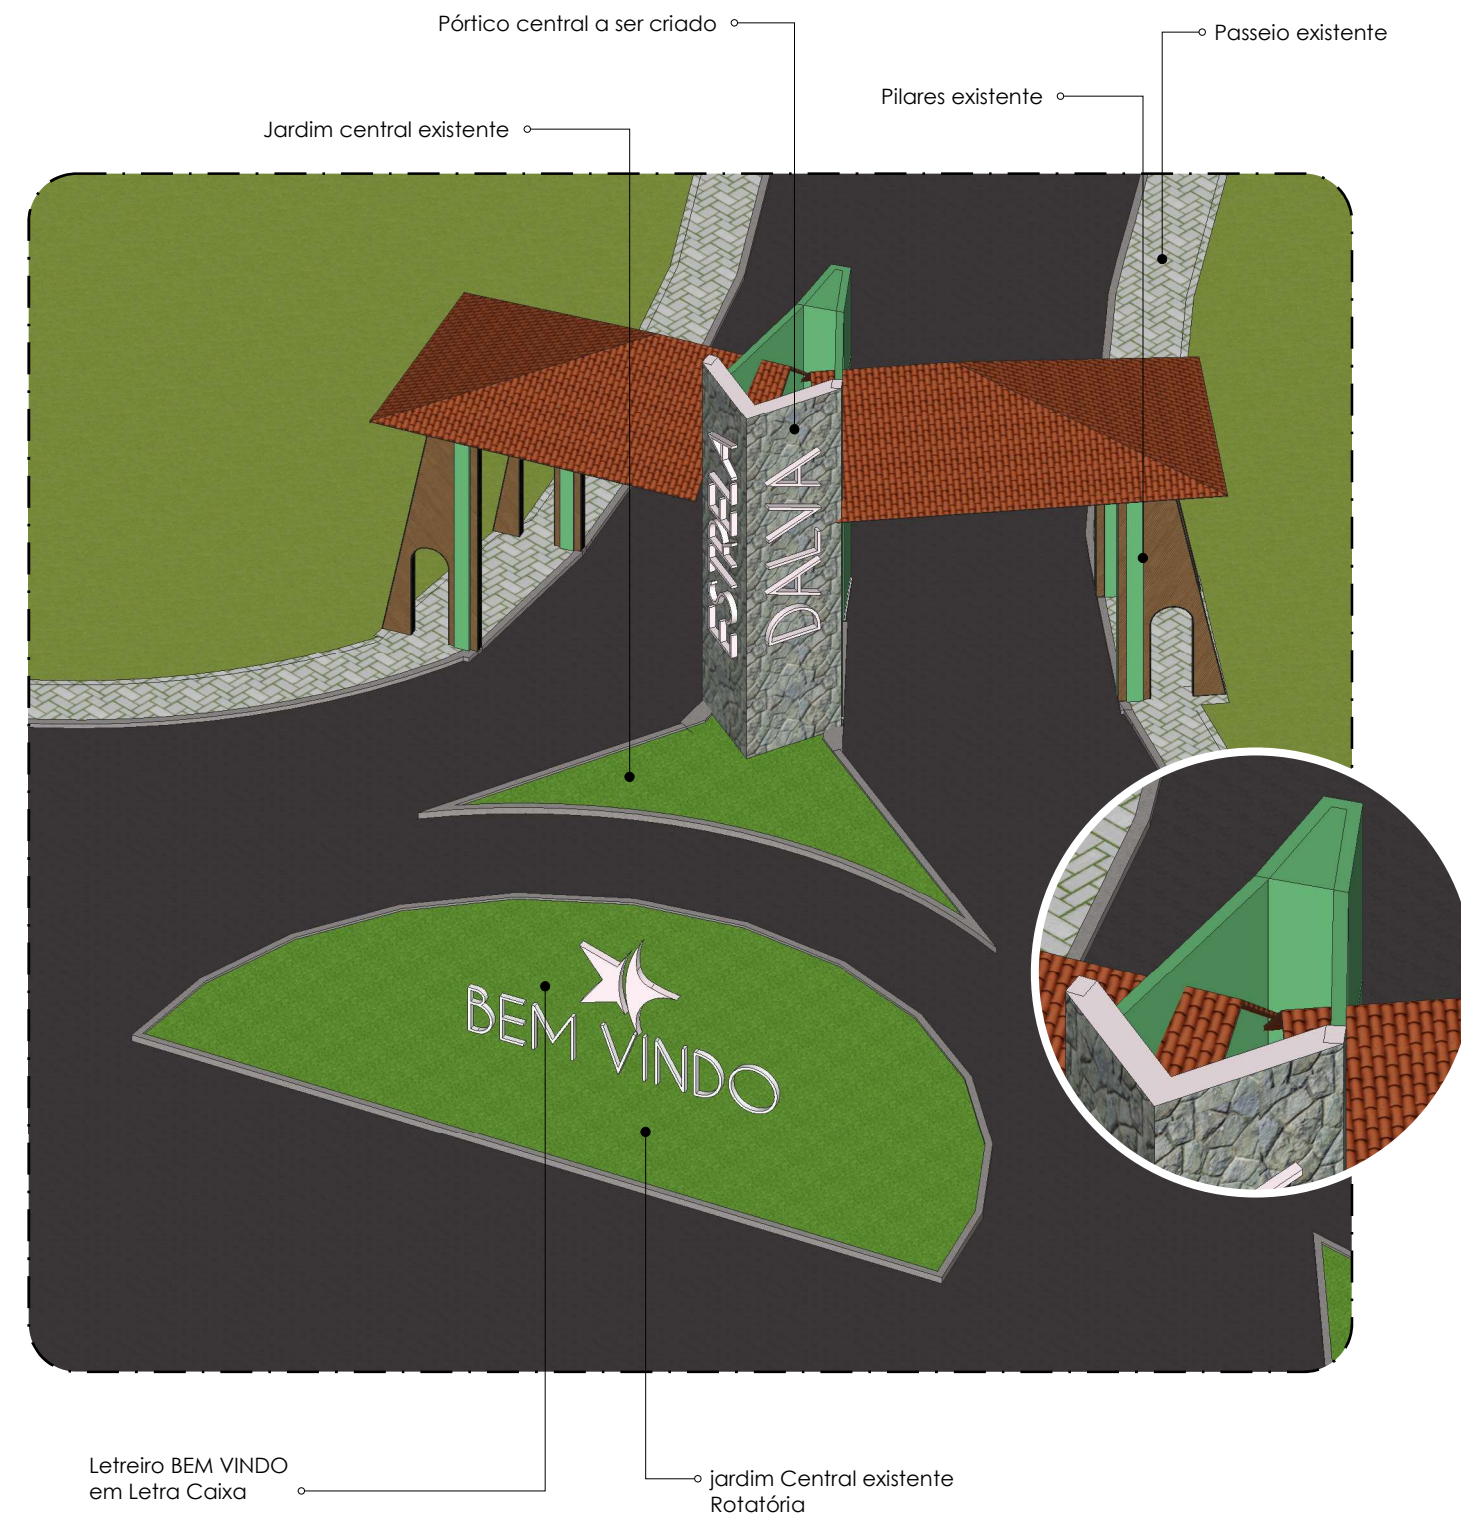 Pórtico central a ser criado
Passeio existente
Pilares existente
Jardim central existente
ESTRELA
DALVA
BEM VINDO
Letreiro BEM VINDO
em Letra Caixa
jardim Central existente
Rotatória